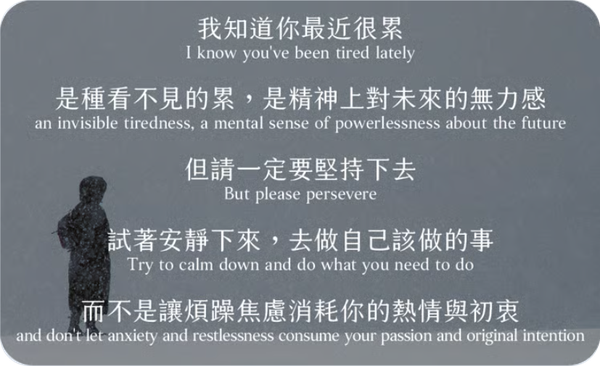 我知道你最近很累
I know you've been tired lately
是種看不見的累，是精神上對未來的無力感
an invisible tiredness, a mental sense of powerlessness about the future
但請一定要堅持下去
But please persevere
試著安靜下來，去做自己該做的事
Try to calm down and do what you need to do
而不是讓煩躁焦慮消耗你的熱情與初衷
and don't let anxiety and restlessness consume your passion and original intention